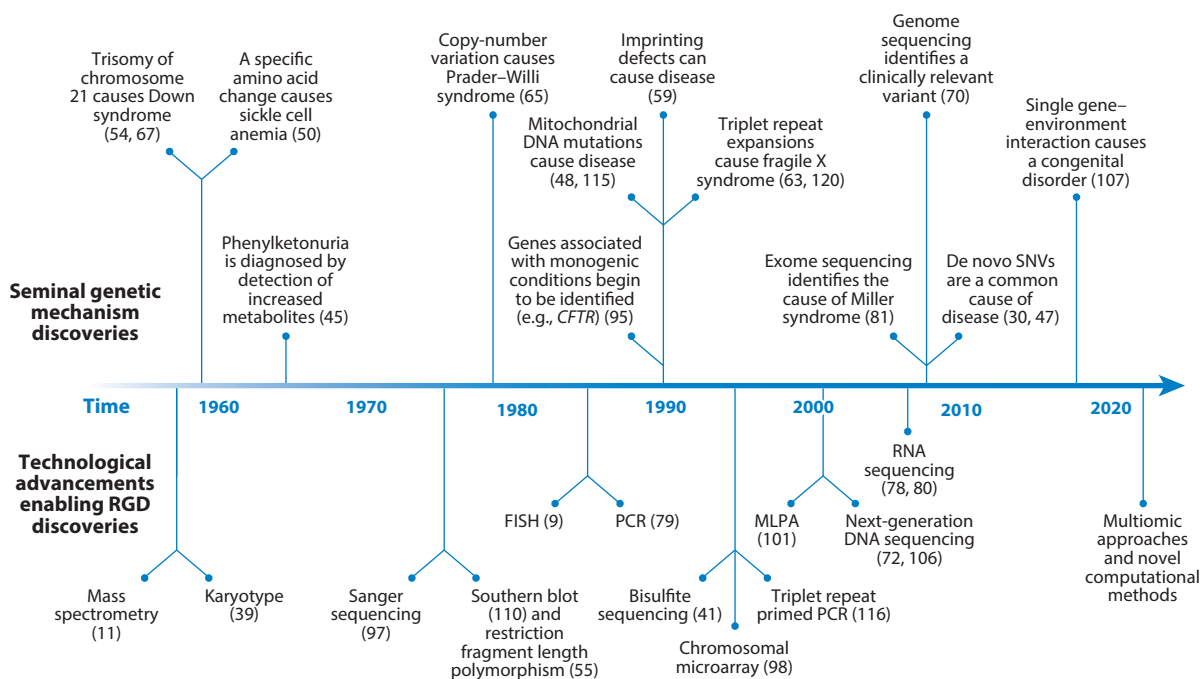 Trisomy of
chromosome
21 causes Down
syndrome
(54, 67)
A specific
amino acid
change causes
sickle cell
anemia (50)
Copy-number
variation causes
Prader–Willi
syndrome (65)
Imprinting
defects can
cause disease
(59)
Genome
sequencing
identifies a
clinically relevant
variant (70)
Mitochondrial
DNA mutations
cause disease
(48, 115)
Triplet repeat
expansions
cause fragile X
syndrome (63, 120)
Single gene–
environment
interaction causes
a congenital
disorder (107)
Seminal genetic
mechanism
discoveries
Phenylketonuria
is diagnosed by
detection of
increased
metabolites (45)
Genes associated
with monogenic
conditions begin
to be identified
(e.g., CFTR) (95)
Exome sequencing
identifies the
cause of Miller
syndrome (81)
De novo SNVs
are a common
cause of
disease (30, 47)
Time 1960 1970 1980 1990 2000 2010 2020
Technological
advancements
enabling RGD
discoveries
Mass
spectrometry
(11)
Karyotype
(39)
Sanger
sequencing
(97)
Southern blot
(110) and
restriction
fragment length
polymorphism (55)
FISH (9)
PCR (79)
Bisulfite
sequencing (41)
Chromosomal
microarray (98)
Triplet repeat
primed PCR (116)
MLPA
(101)
Next-generation
DNA sequencing
(72, 106)
RNA
sequencing
(78, 80)
Multiomic
approaches
and novel
computational
methods